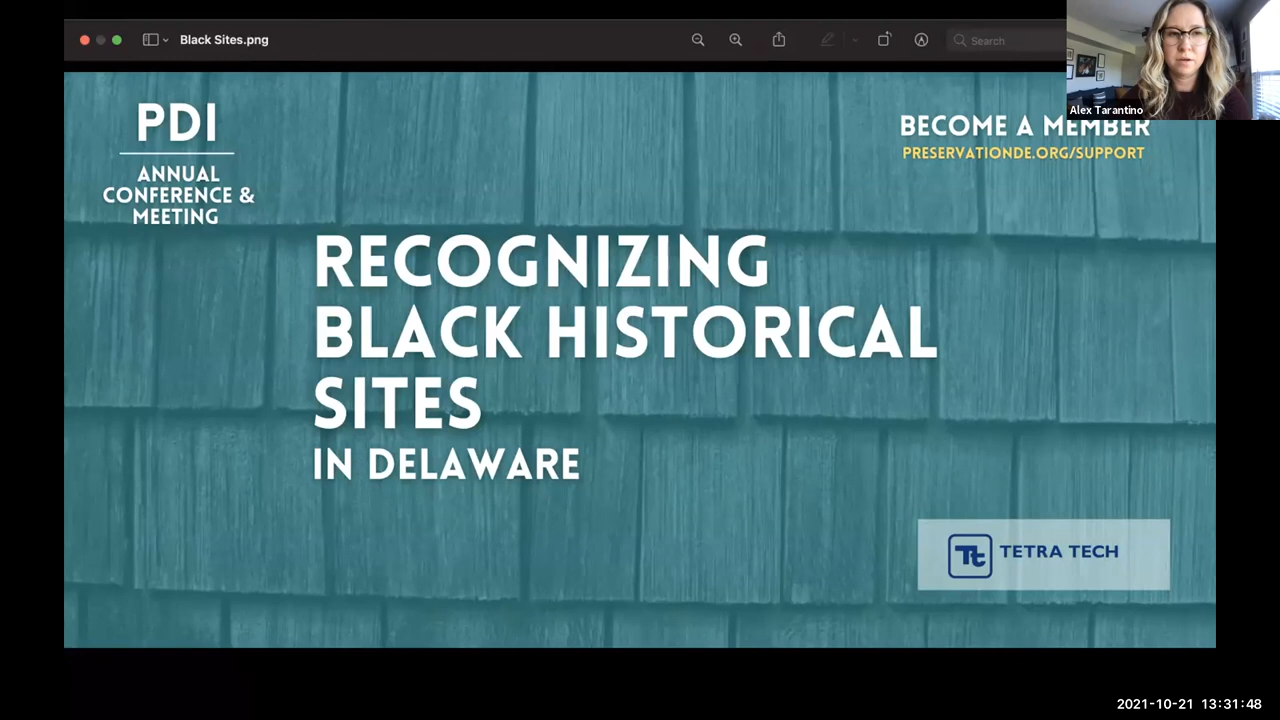 Black Sites.png
Search
Alex Tarantino
PDI
ANNUAL
CONFERENCE &
MEETING
BECOME A MEMBER
PRESERVATIONDE.ORG/SUPPORT
RECOGNIZING
BLACK HISTORICAL
SITES
IN DELAWARE
Tt TETRA TECH
2021-10-21 13:31:48